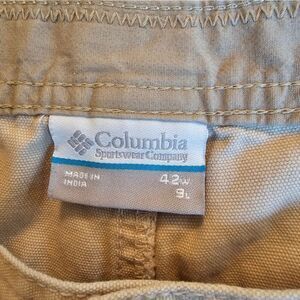 Columbia
Sportswear Company
MADE IN
INDIA
42W
9L